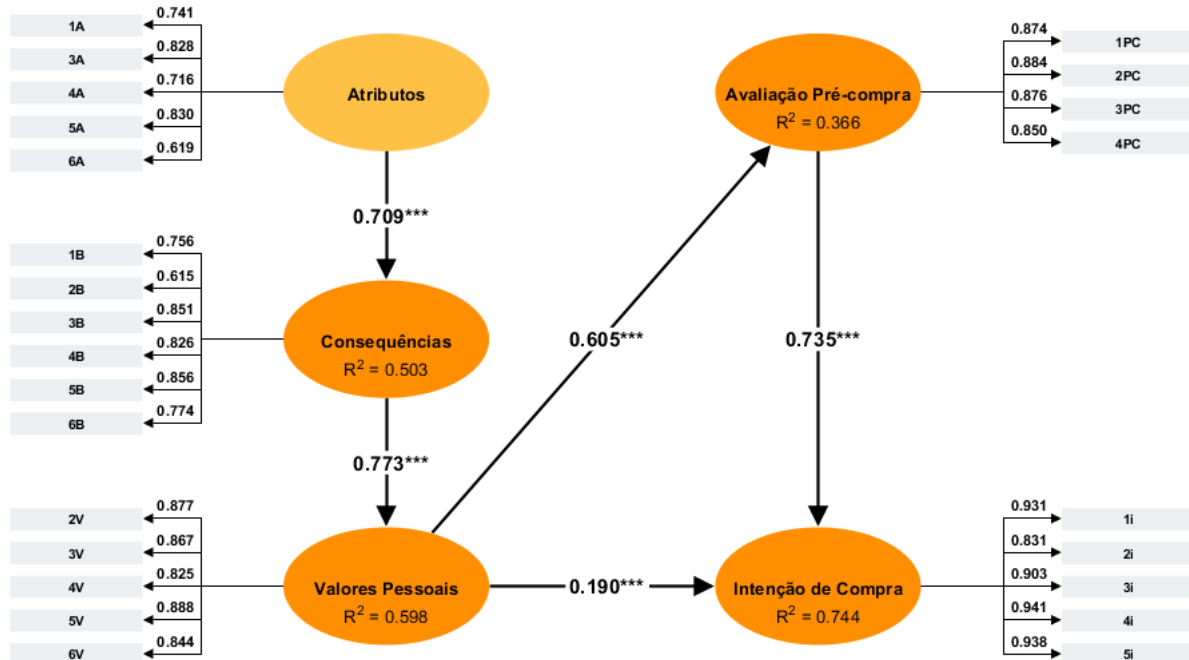 0.741
1A
0.828
3A
0.716
4A
0.830
5A
0.619
6A
Atributos
0.709***
0.756
1B
0.615
2B
0.851
3B
0.826
4B
0.856
5B
0.774
6B
Consequências
R² = 0.503
0.773***
0.877
2V
0.867
3V
0.825
4V
0.888
5V
0.844
6V
Valores Pessoais
R² = 0.598
0.605***
0.190***
Avaliação Pré-compra
R² = 0.366
0.874
1PC
0.884
2PC
0.876
3PC
0.850
4PC
0.735***
Intenção de Compra
R² = 0.744
0.931
1i
0.831
2i
0.903
3i
0.941
4i
0.938
5i